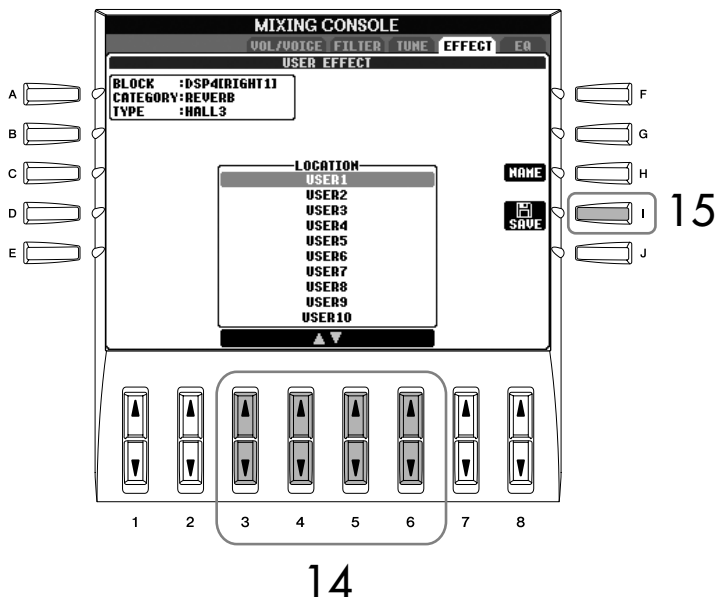 MIXING CONSOLE
VOL/VOICE FILTER TUNE EFFECT EQ
USER EFFECT
BLOCK :DSP4[RIGHT1]
CATEGORY:REVERB
TYPE :HALL3
LOCATION
USER1
USER2
USER3
USER4
USER5
USER6
USER7
USER8
USER9
USER10
NAME
SAVE
A
B
C
D
E
F
G
H
I
J
15
1 2 3 4 5 6 7 8
14